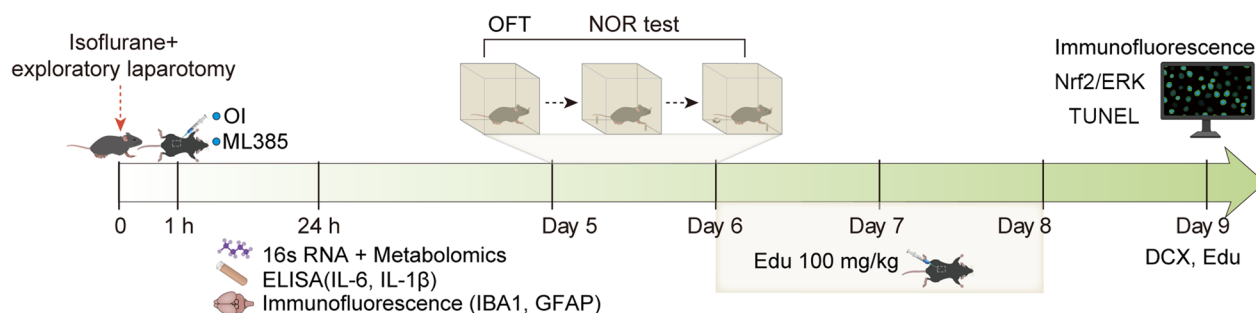 OFT
NOR test
Isoflurane+
exploratory laparotomy
OI
ML385
Immunofluorescence
Nrf2/ERK
TUNEL
0
1 h
24 h
Day 5
Day 6
Day 7
Day 8
Day 9
16s RNA + Metabolomics
ELISA(IL-6, IL-1β)
Immunofluorescence (IBA1, GFAP)
Edu 100 mg/kg
DCX, Edu